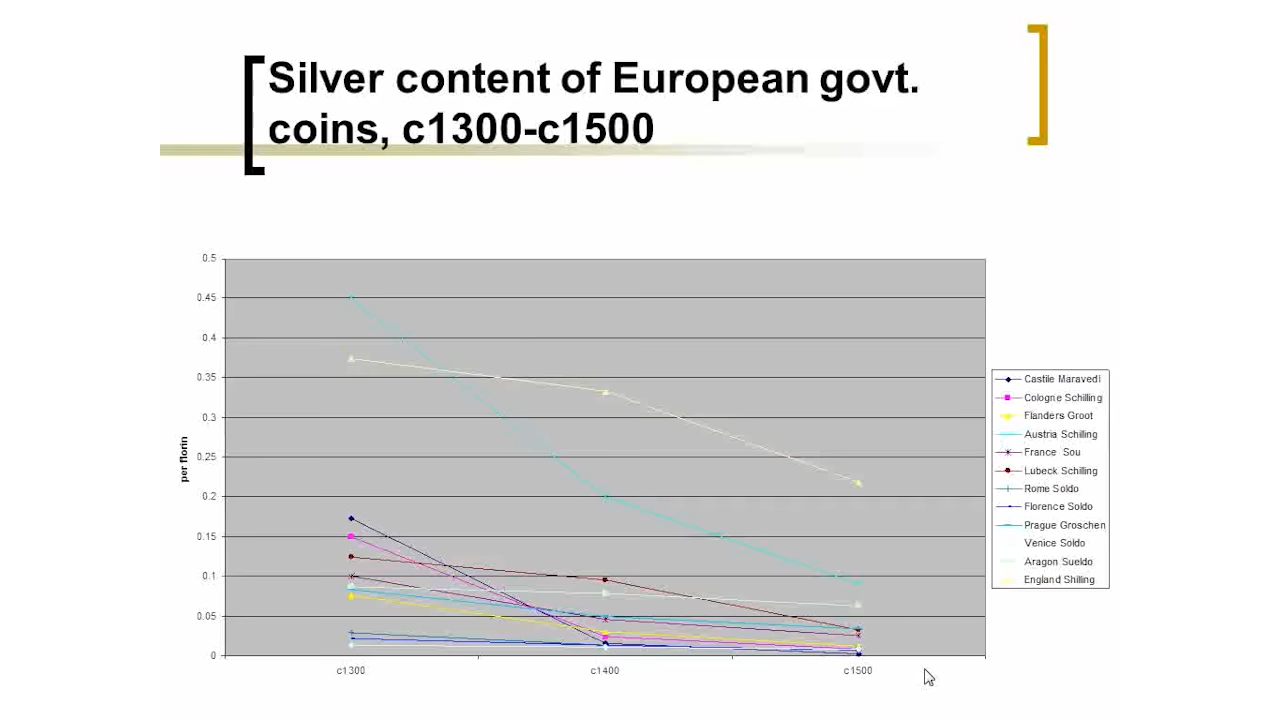 Silver content of European govt.
coins, c1300-c1500
0.5
0.45
0.4
0.35
0.3
0.25
0.2
0.15
0.1
0.05
0
per florin
c1300
c1400
c1500
Castile Maravedi
Cologne Schilling
Flanders Groot
Austria Schilling
France Sou
Lubeck Schilling
Rome Soldo
Florence Soldo
Prague Groschen
Venice Soldo
Aragon Sueldo
England Shilling